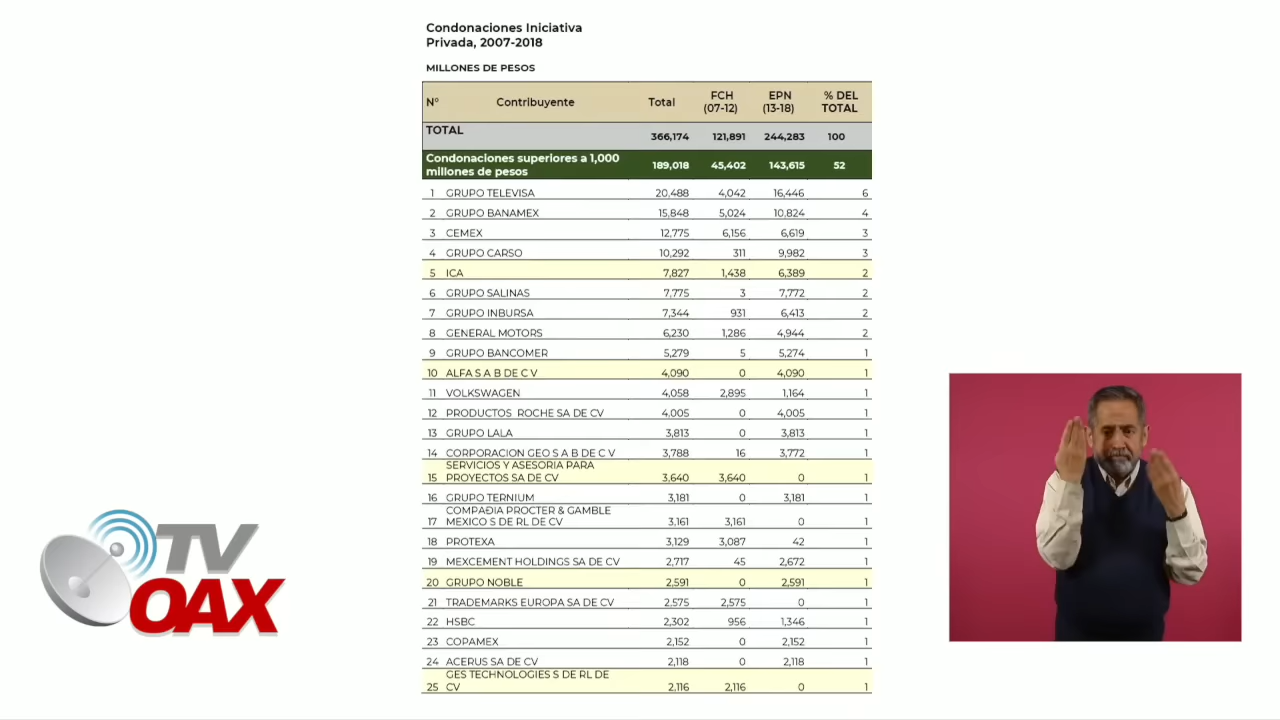 Condonaciones Iniciativa
Privada, 2007-2018
MILLONES DE PESOS
N° Contribuyente Total FCH (07-12) EPN (13-18) % DEL TOTAL
TOTAL 366,174 121,891 244,283 100
Condonaciones superiores a 1,000 millones de pesos 189,018 45,402 143,615 52
1 GRUPO TELEVISA 20,488 4,042 16,446 6
2 GRUPO BANAMEX 15,848 5,024 10,824 4
3 CEMEX 12,775 6,156 6,619 3
4 GRUPO CARSO 10,292 311 9,982 3
5 ICA 7,827 1,438 6,389 2
6 GRUPO SALINAS 7,775 3 7,772 2
7 GRUPO INBURSA 7,344 931 6,413 2
8 GENERAL MOTORS 6,230 1,286 4,944 2
9 GRUPO BANCOMER 5,279 5 5,274 1
10 ALFA S A B DE C V 4,090 0 4,090 1
11 VOLKSWAGEN 4,058 2,895 1,164 1
12 PRODUCTOS ROCHE SA DE CV 4,005 0 4,005 1
13 GRUPO LALA 3,813 0 3,813 1
14 CORPORACION GEO S A B DE C V 3,788 16 3,772 1
15 SERVICIOS Y ASESORIA PARA PROYECTOS SA DE CV 3,640 3,640 0 1
16 GRUPO TERNIUM 3,181 0 3,181 1
17 COMPAÐIA PROCTER & GAMBLE MEXICO S DE RL DE CV 3,161 3,161 0 1
18 PROTEXA 3,129 3,087 42 1
19 MEXCEMENT HOLDINGS SA DE CV 2,717 45 2,672 1
20 GRUPO NOBLE 2,591 0 2,591 1
21 TRADEMARKS EUROPA SA DE CV 2,575 2,575 0 1
22 HSBC 2,302 956 1,346 1
23 COPAMEX 2,152 0 2,152 1
24 ACERUS SA DE CV 2,118 0 2,118 1
25 GES TECHNOLOGIES S DE RL DE CV 2,116 2,116 0 1
TV
OAX